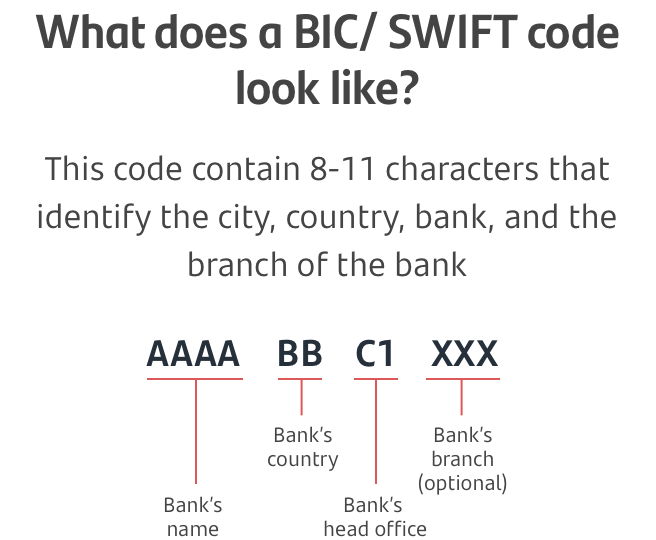 What does a BIC/ SWIFT code
look like?
This code contain 8-11 characters that
identify the city, country, bank, and the
branch of the bank
AAAA BB C1 XXX
Bank's
country
Bank's
branch
(optional)
Bank's
name
Bank's
head office